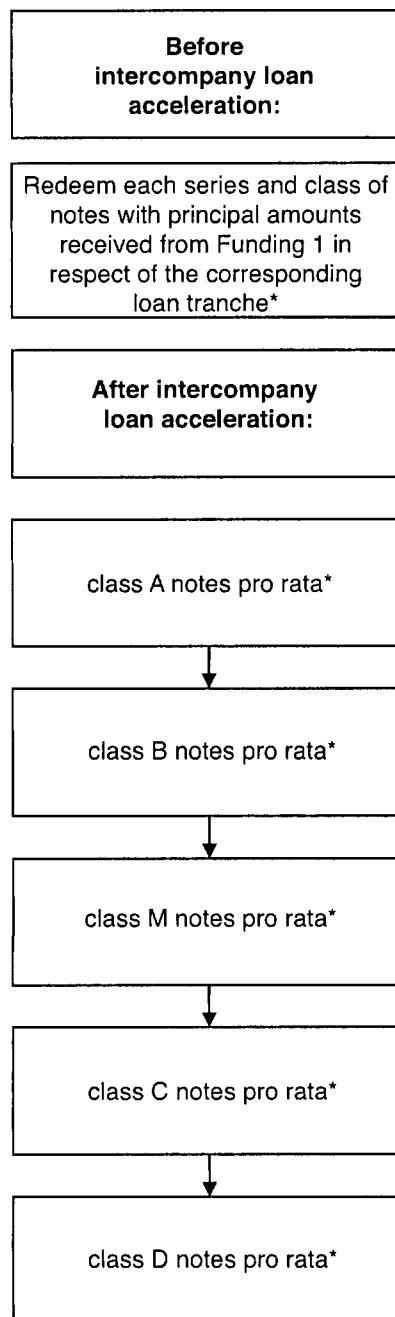 Before
intercompany loan
acceleration:
Redeem each series and class of
notes with principal amounts
received from Funding 1 in
respect of the corresponding
loan tranche*
After intercompany
loan acceleration:
class A notes pro rata*
class B notes pro rata*
class M notes pro rata*
class C notes pro rata*
class D notes pro rata*